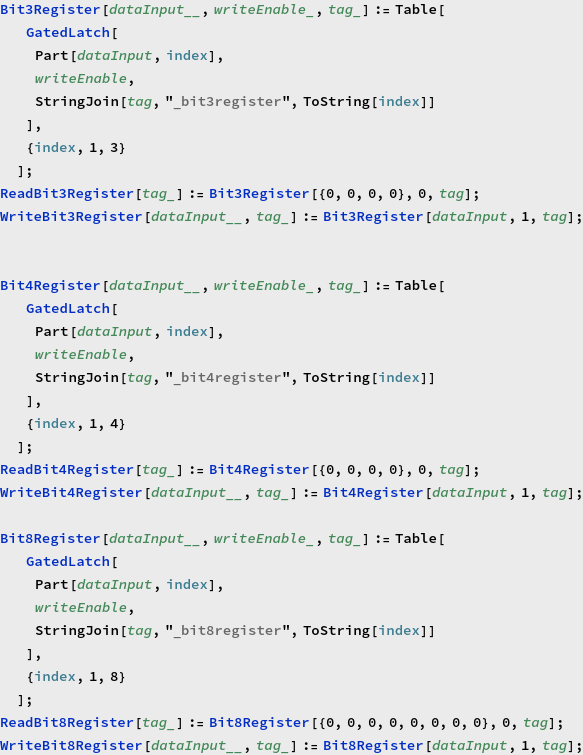 Bit3Register[dataInput__, writeEnable_, tag_] := Table[
GatedLatch[
Part[dataInput, index],
writeEnable,
StringJoin[tag, "_bit3register", ToString[index]]
],
{index, 1, 3}
];
ReadBit3Register[tag_] := Bit3Register[{0, 0, 0, 0}, 0, tag];
WriteBit3Register[dataInput__, tag_] := Bit3Register[dataInput, 1, tag];
Bit4Register[dataInput__, writeEnable_, tag_] := Table[
GatedLatch[
Part[dataInput, index],
writeEnable,
StringJoin[tag, "_bit4register", ToString[index]]
],
{index, 1, 4}
];
ReadBit4Register[tag_] := Bit4Register[{0, 0, 0, 0}, 0, tag];
WriteBit4Register[dataInput__, tag_] := Bit4Register[dataInput, 1, tag];
Bit8Register[dataInput__, writeEnable_, tag_] := Table[
GatedLatch[
Part[dataInput, index],
writeEnable,
StringJoin[tag, "_bit8register", ToString[index]]
],
{index, 1, 8}
];
ReadBit8Register[tag_] := Bit8Register[{0, 0, 0, 0, 0, 0, 0, 0}, 0, tag];
WriteBit8Register[dataInput__, tag_] := Bit8Register[dataInput, 1, tag];